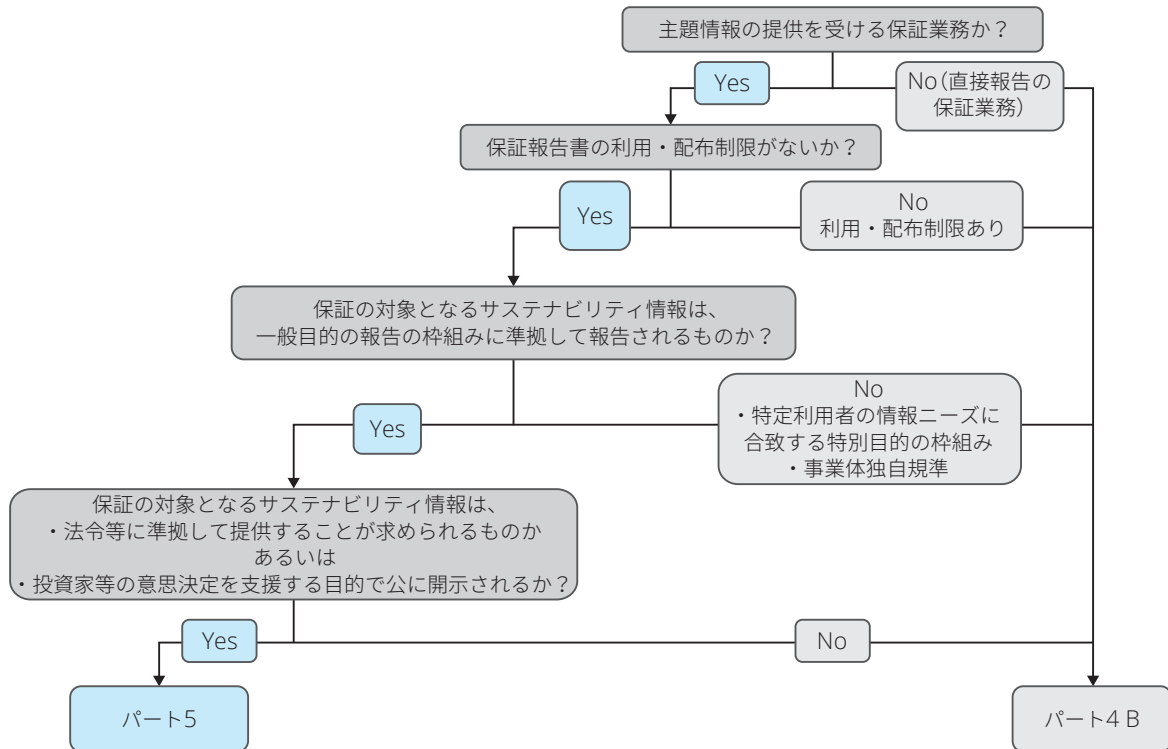 主題情報の提供を受ける保証業務か？
Yes
No（直接報告の
保証業務）
保証報告書の利用・配布制限がないか？
Yes
No
利用・配布制限あり
保証の対象となるサステナビリティ情報は、
一般目的の報告の枠組みに準拠して報告されるものか？
Yes
No
・特定利用者の情報ニーズに
合致する特別目的の枠組み
・事業体独自規準
保証の対象となるサステナビリティ情報は、
・法令等に準拠して提供することが求められるものか
あるいは
・投資家等の意思決定を支援する目的で公に開示されるか？
Yes
No
パート5
パート4 B